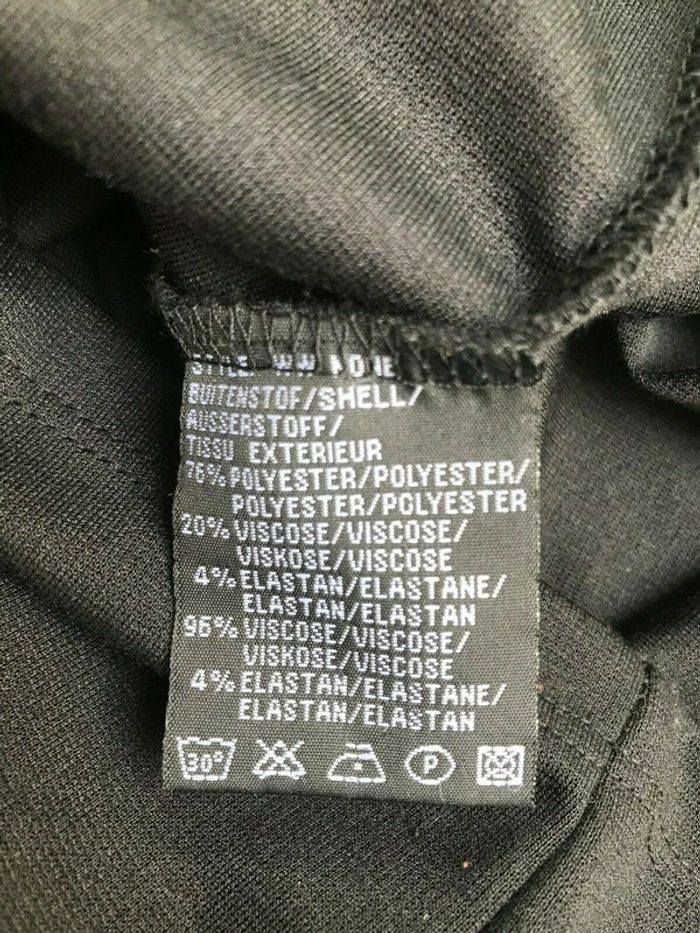 BUITENSTOF/SHELL/
AUSSERSTOFF/
TISSU EXTERIEUR
76% POLYESTER/POLYESTER/
POLYESTER/POLYESTER
20% VISCOSE/VISCOSE/
VISKOSE/VISCOSE
4% ELASTAN/ELASTANE/
ELASTAN/ELASTAN
96% VISCOSE/VISCOSE/
VISKOSE/VISCOSE
4% ELASTAN/ELASTANE/
ELASTAN/ELASTAN
30° P